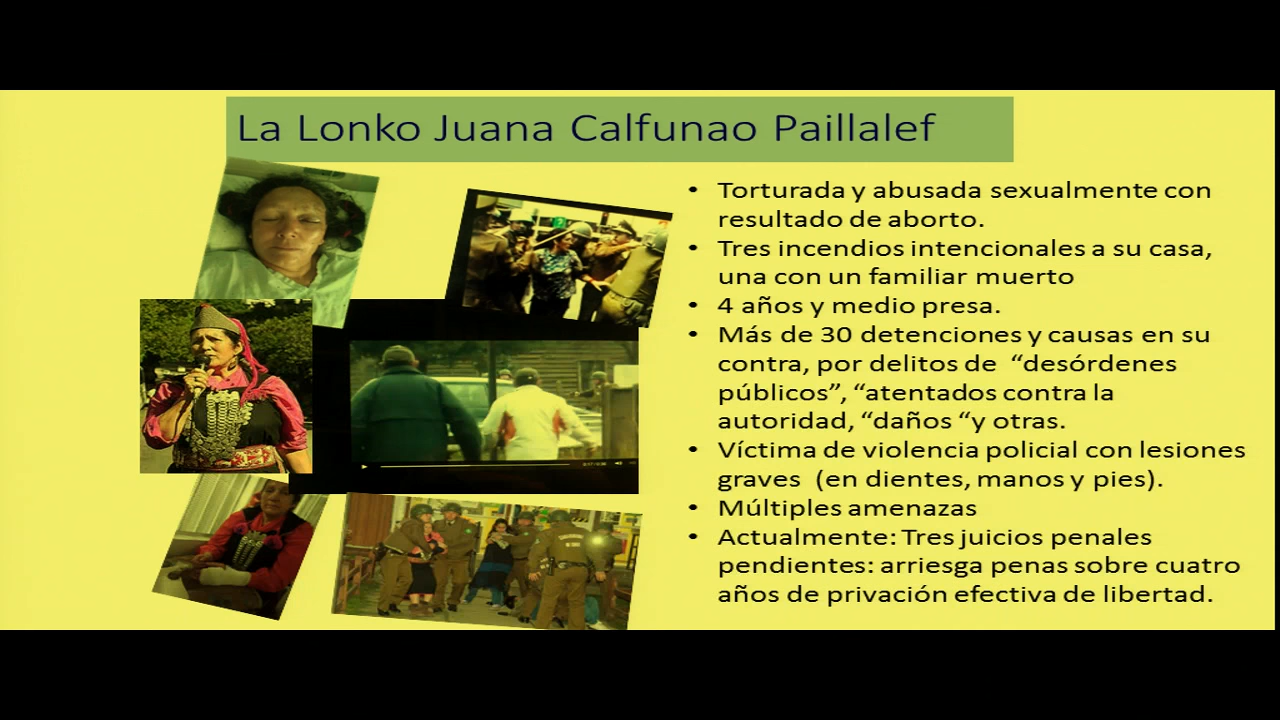 La Lonko Juana Calfunao Paillalef
• Torturada y abusada sexualmente con
resultado de aborto.
• Tres incendios intencionales a su casa,
una con un familiar muerto
• 4 años y medio presa.
• Más de 30 detenciones y causas en su
contra, por delitos de “desórdenes
públicos”, “atentados contra la
autoridad, “daños “y otras.
• Víctima de violencia policial con lesiones
graves (en dientes, manos y pies).
• Múltiples amenazas
• Actualmente: Tres juicios penales
pendientes: arriesga penas sobre cuatro
años de privación efectiva de libertad.